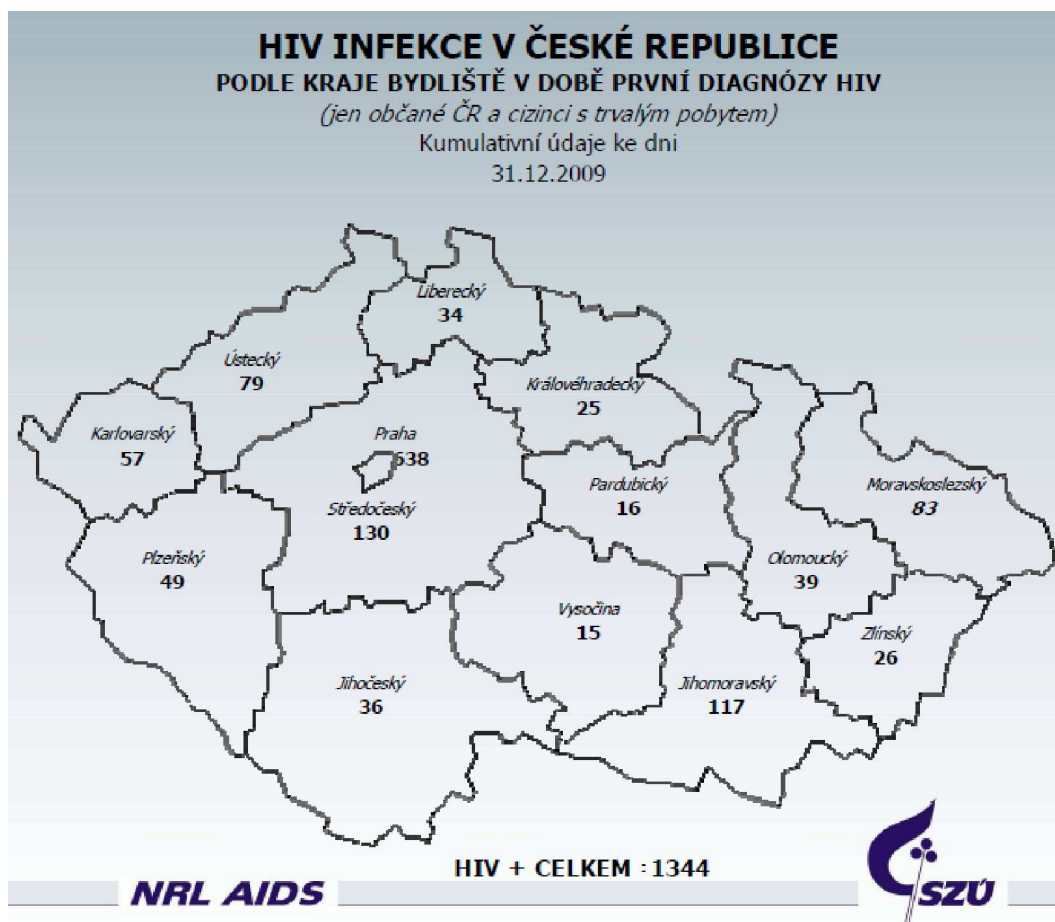 HIV INFEKCE V ČESKÉ REPUBLICE
PODLE KRAJE BYDLIŠTĚ V DOBĚ PRVNÍ DIAGNÓZY HIV
(jen občané ČR a cizinci s trvalým pobytem)
Kumulativní údaje ke dni
31.12.2009
Liberecký
34
Ústecký
79
Královéhradecký
25
Karlovarský
57
Praha
638
Pardubický
16
Moravskoslezský
83
Středočeský
130
Plzeňský
49
Olomoucký
39
Vysočina
15
Zlínský
26
Jihočeský
36
Jihomoravský
117
HIV + CELKEM : 1344
NRL AIDS
SZÚ